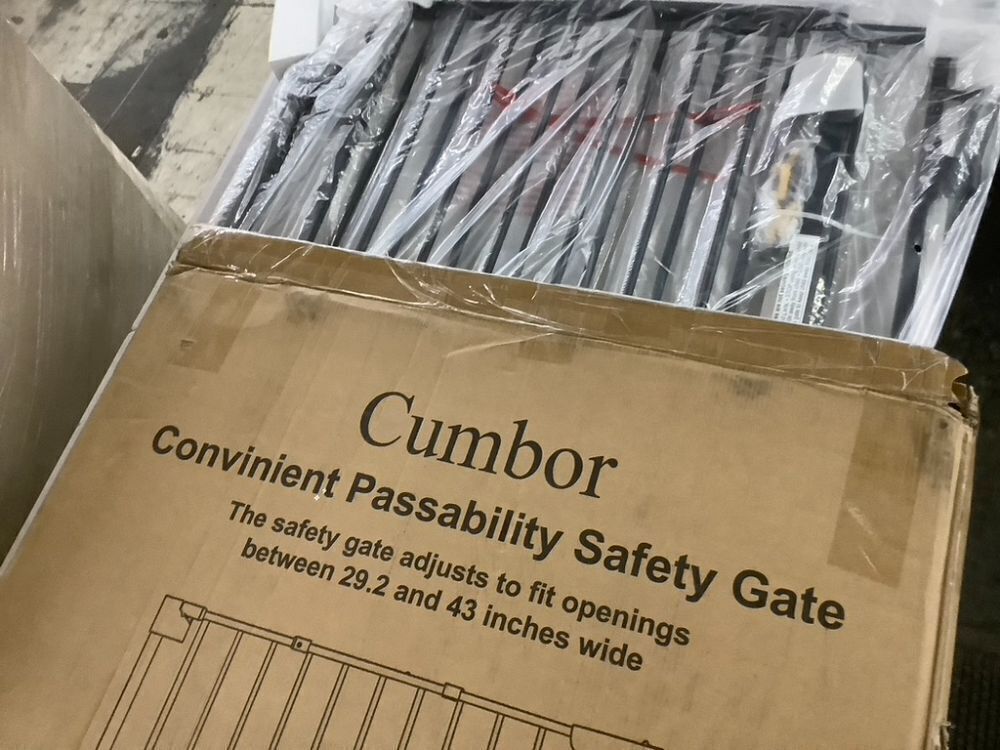 Cumbor
Convinient Passability Safety Gate
The safety gate adjusts to fit openings
between 29.2 and 43 inches wide